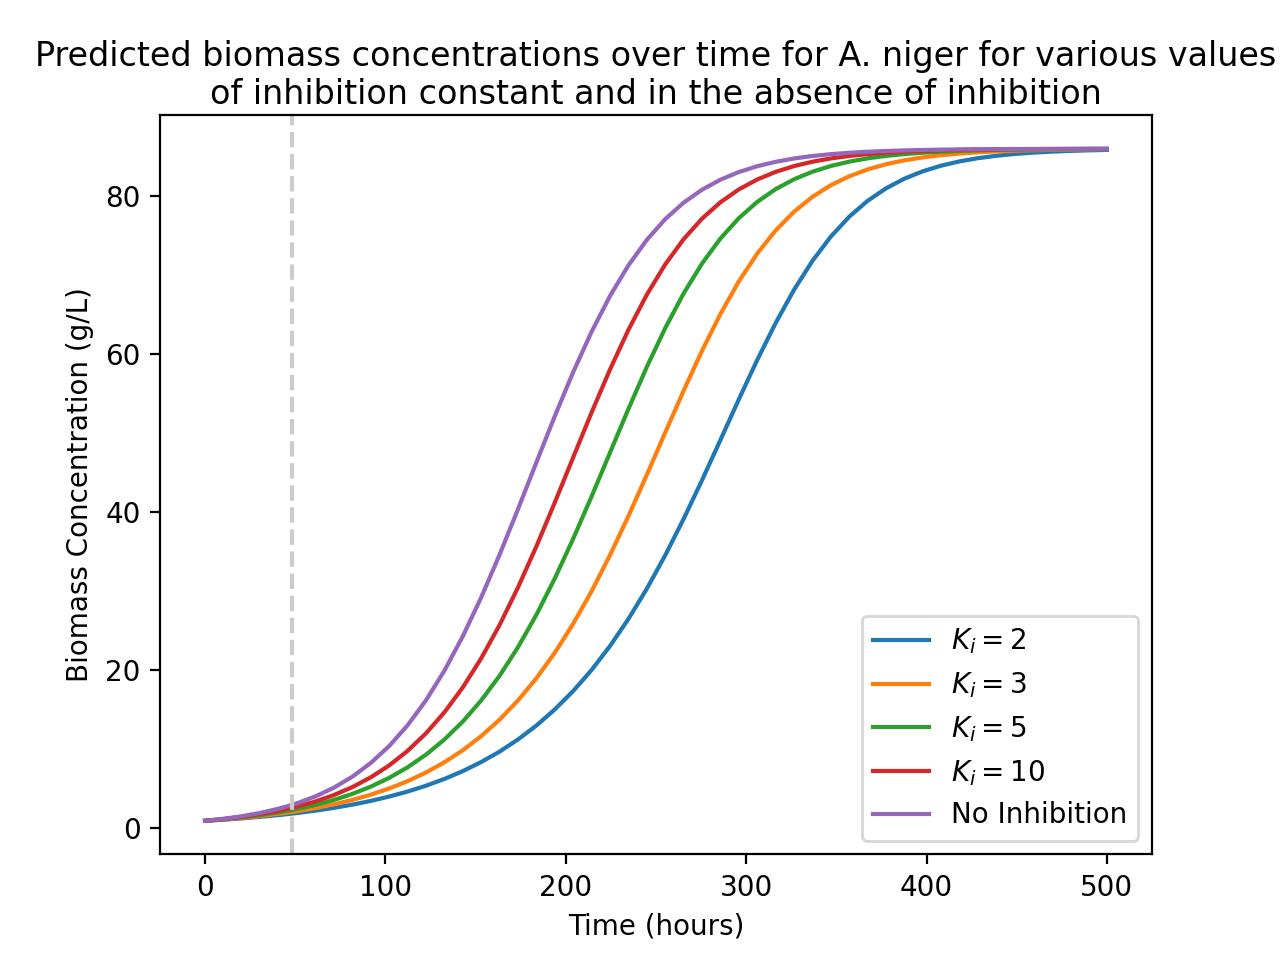 Predicted biomass concentrations over time for A. niger for various values
of inhibition constant and in the absence of inhibition
Biomass Concentration (g/L)
80
60
40
20
0
0 100 200 300 400 500
Time (hours)
K_i = 2
K_i = 3
K_i = 5
K_i = 10
No Inhibition